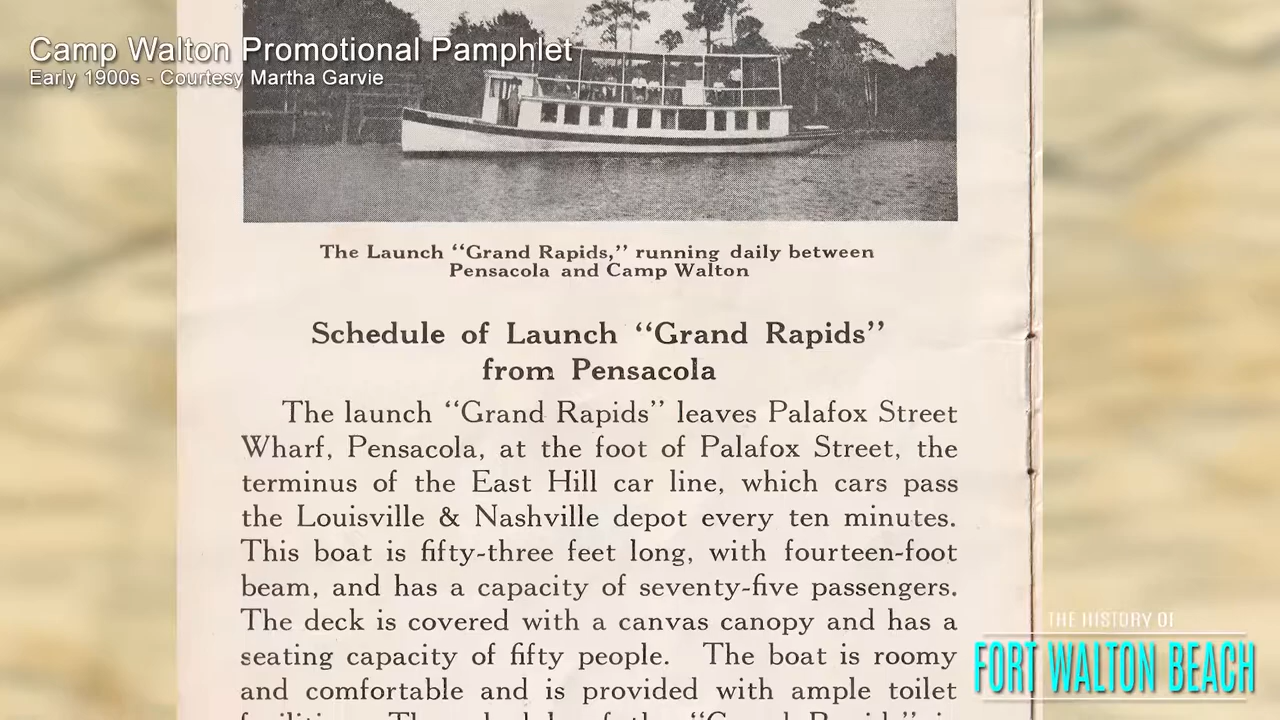 Camp Walton Promotional Pamphlet
Early 1900s - Courtesy Martha Garvie
The Launch “Grand Rapids,” running daily between
Pensacola and Camp Walton
Schedule of Launch “Grand Rapids”
from Pensacola
The launch “Grand Rapids” leaves Palafox Street
Wharf, Pensacola, at the foot of Palafox Street, the
terminus of the East Hill car line, which cars pass
the Louisville & Nashville depot every ten minutes.
This boat is fifty-three feet long, with fourteen-foot
beam, and has a capacity of seventy-five passengers.
The deck is covered with a canvas canopy and has a
seating capacity of fifty people. The boat is roomy
and comfortable and is provided with ample toilet
THE HISTORY OF
FORT WALTON BEACH